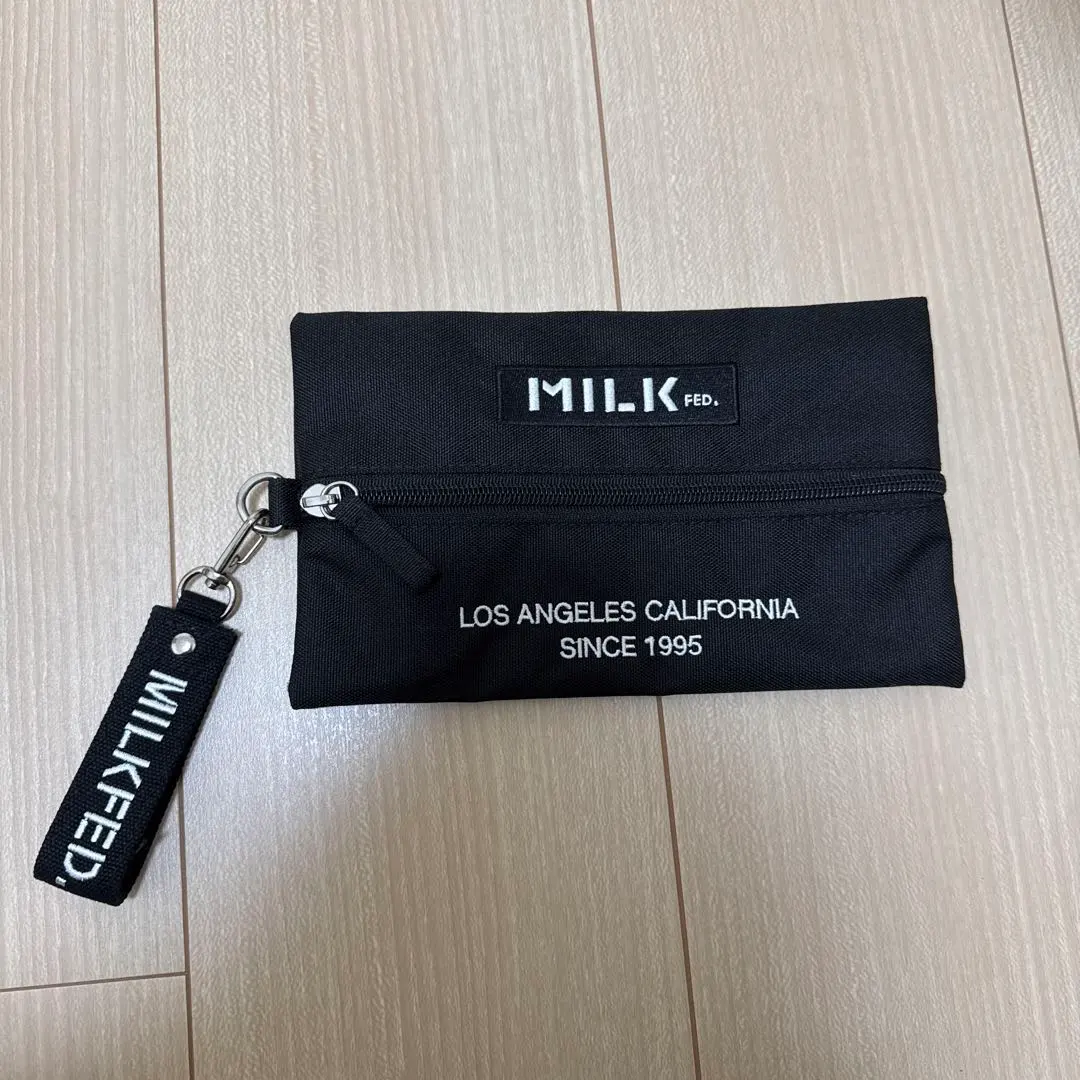 MILK FED.
LOS ANGELES CALIFORNIA
SINCE 1995
MILKFED.